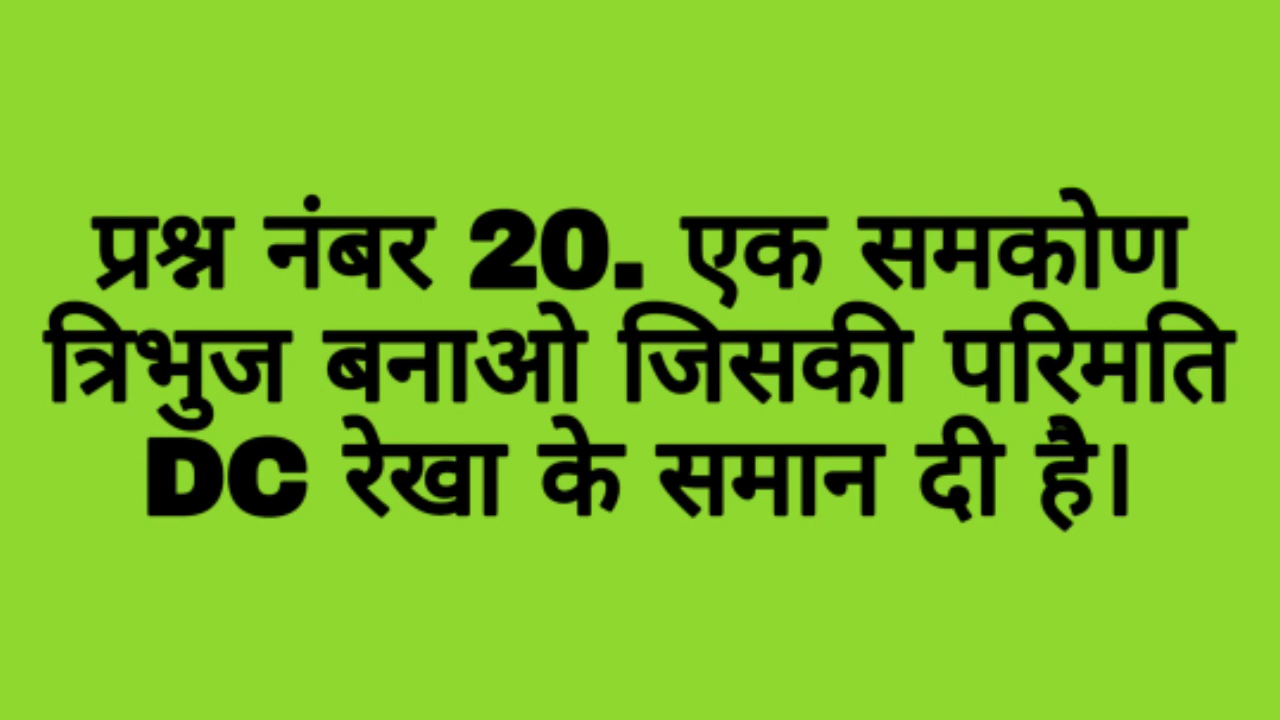 प्रश्न नंबर 20. एक समकोण
त्रिभुज बनाओ जिसकी परिमति
DC रेखा के समान दी है।